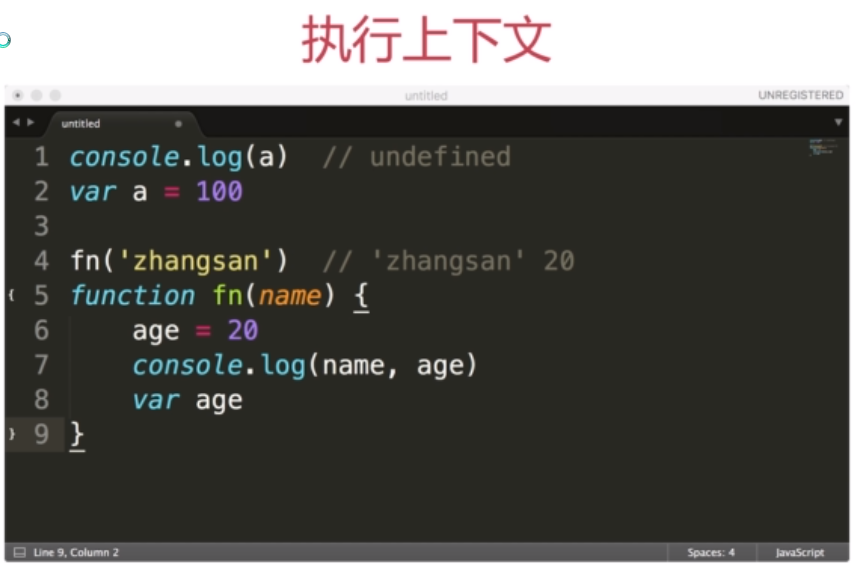 执行上下文
untitled UNREGISTERED
untitled
1 console.log(a) // undefined
2 var a = 100
3
4 fn('zhangsan') // 'zhangsan' 20
5 function fn(name) {
6 age = 20
7 console.log(name, age)
8 var age
9 }
Line 9, Column 2 Spaces: 4 JavaScript